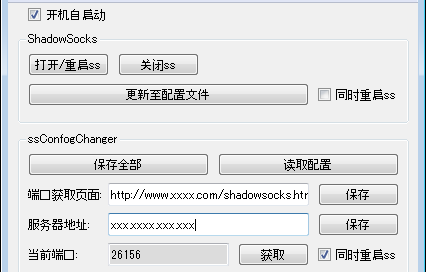 开机自启动
ShadowSocks
打开/重启ss 关闭ss
更新至配置文件 同时重启ss
ssConfogChanger
保存全部 读取配置
端口获取页面: http://www.xxxx.com/shadowsocks.htr 保存
服务器地址: xxx.xxx.xxx.xxx 保存
当前端口: 26156 获取 同时重启ss